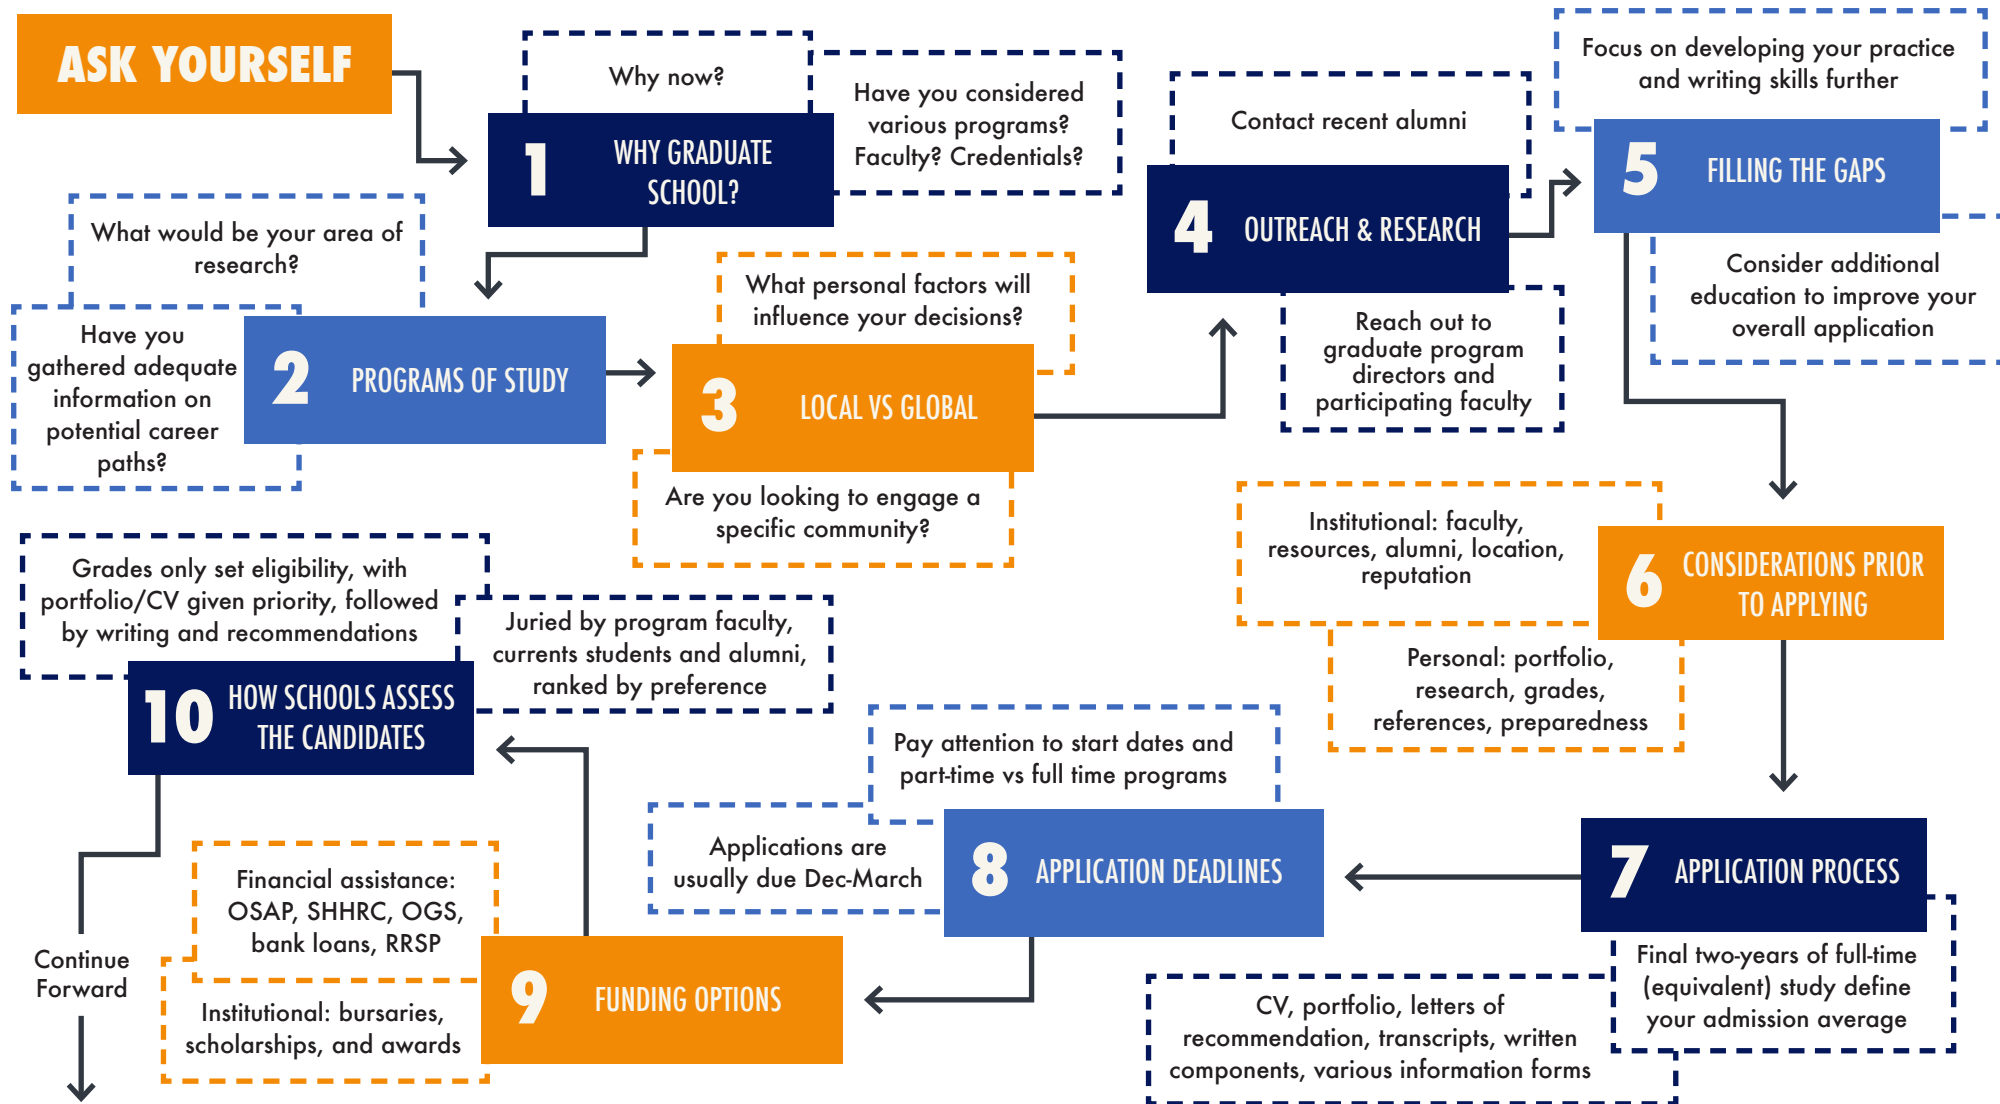 ASK YOURSELF
Why now?
Have you considered
various programs?
Faculty? Credentials?
1
WHY GRADUATE
SCHOOL?
What would be your area of
research?
Have you
gathered adequate
information on
potential career
paths?
2
PROGRAMS OF STUDY
What personal factors will
influence your decisions?
3
LOCAL VS GLOBAL
Are you looking to engage a
specific community?
Contact recent alumni
4
OUTREACH & RESEARCH
Reach out to
graduate program
directors and
participating faculty
Focus on developing your practice
and writing skills further
5
FILLING THE GAPS
Consider additional
education to improve your
overall application
Institutional: faculty,
resources, alumni, location,
reputation
6
CONSIDERATIONS PRIOR
TO APPLYING
Personal: portfolio,
research, grades,
references, preparedness
7
APPLICATION PROCESS
Final two-years of full-time
(equivalent) study define
your admission average
CV, portfolio, letters of
recommendation, transcripts, written
components, various information forms
Pay attention to start dates and
part-time vs full time programs
Applications are
usually due Dec-March
8
APPLICATION DEADLINES
Financial assistance:
OSAP, SHHRC, OGS,
bank loans, RRSP
9
FUNDING OPTIONS
Institutional: bursaries,
scholarships, and awards
Grades only set eligibility, with
portfolio/CV given priority, followed
by writing and recommendations
Juried by program faculty,
currents students and alumni,
ranked by preference
10
HOW SCHOOLS ASSESS
THE CANDIDATES
Continue
Forward